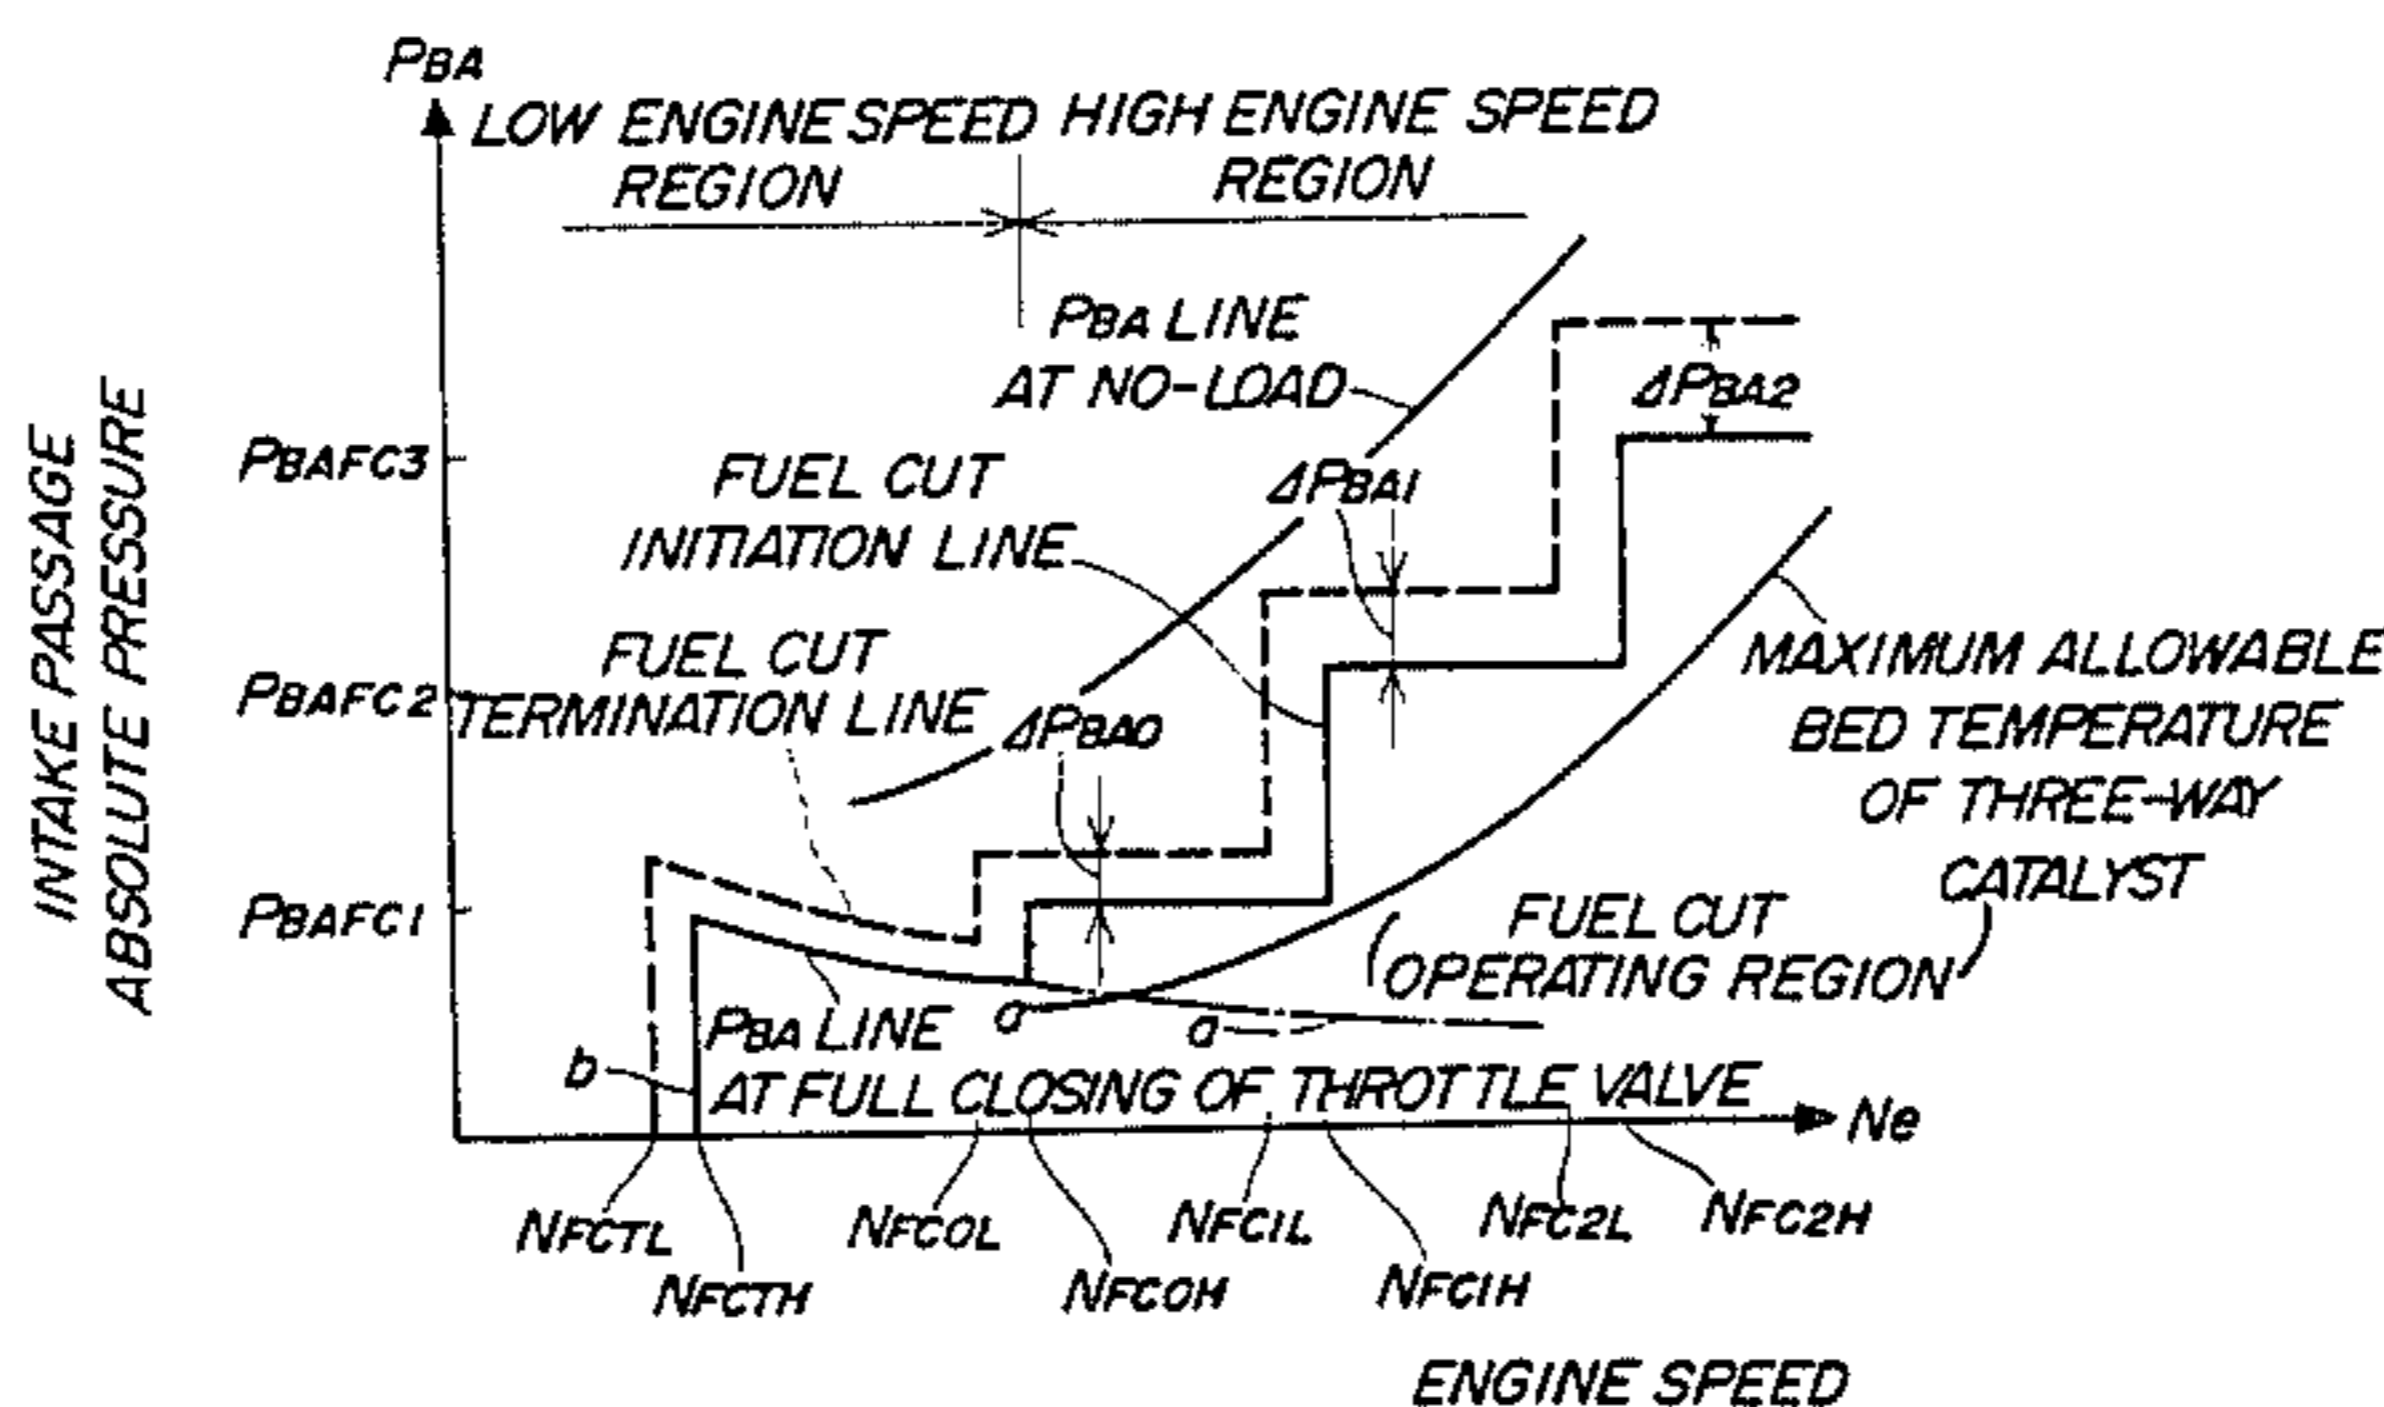 PBA
LOW ENGINE SPEED
REGION
HIGH ENGINE SPEED
REGION
PBA LINE
AT NO-LOAD
ΔPBA2
INTAKE PASSAGE
ABSOLUTE PRESSURE
PBAFC3
FUEL CUT
INITIATION LINE
ΔPBA1
PBAFC2
FUEL CUT
TERMINATION LINE
ΔPBA0
MAXIMUM ALLOWABLE
BED TEMPERATURE
OF THREE-WAY
CATALYST
PBAFC1
(FUEL CUT
OPERATING REGION)
PBA LINE
AT FULL CLOSING OF THROTTLE VALVE
a
a
b
Ne
NFCTL
NFCTH
NFC0L
NFC0H
NFC1L
NFC1H
NFC2L
NFC2H
ENGINE SPEED